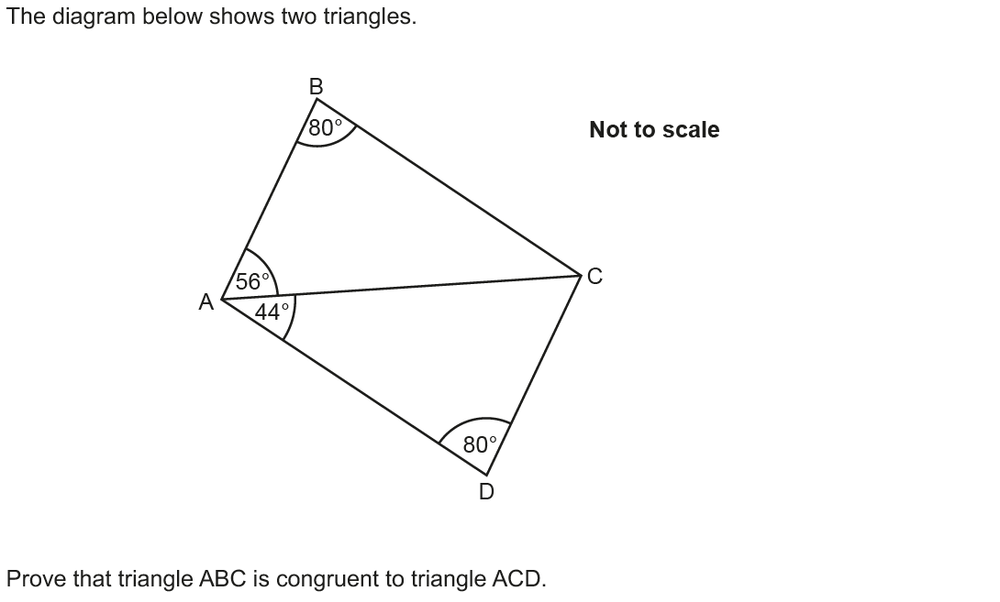 The diagram below shows two triangles.
B
80°
Not to scale
56°
C
A
44°
80°
D
Prove that triangle ABC is congruent to triangle ACD.